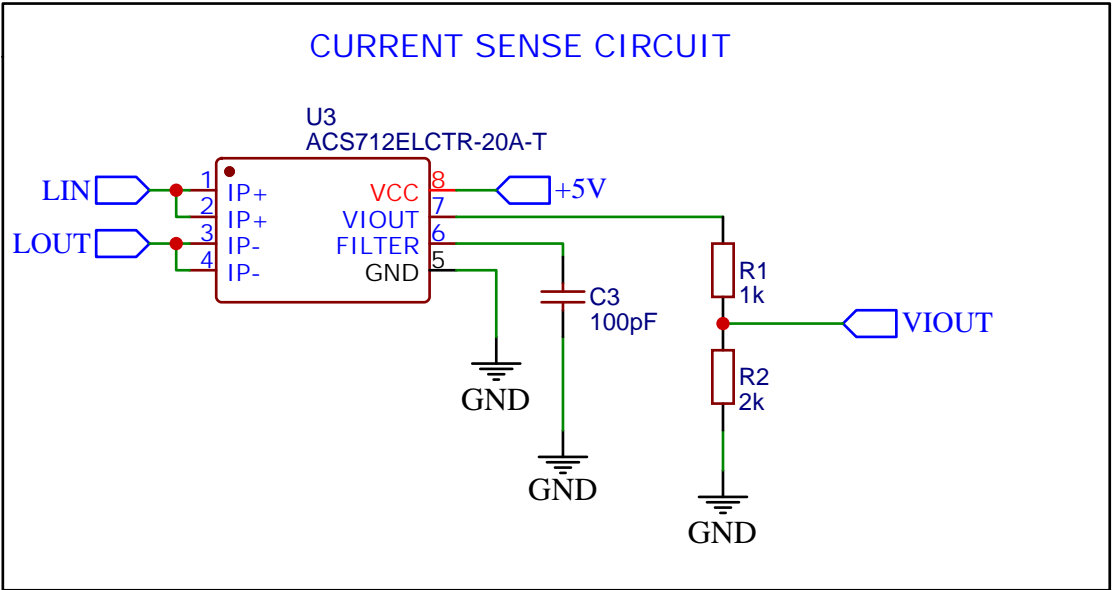 CURRENT SENSE CIRCUIT
U3
ACS712ELCTR-20A-T
LIN
1
IP+
VCC
8
+5V
2
IP+
VIOUT
7
LOUT
3
IP-
FILTER
6
4
IP-
GND
5
R1
1k
C3
100pF
VIOUT
R2
2k
GND
GND
GND